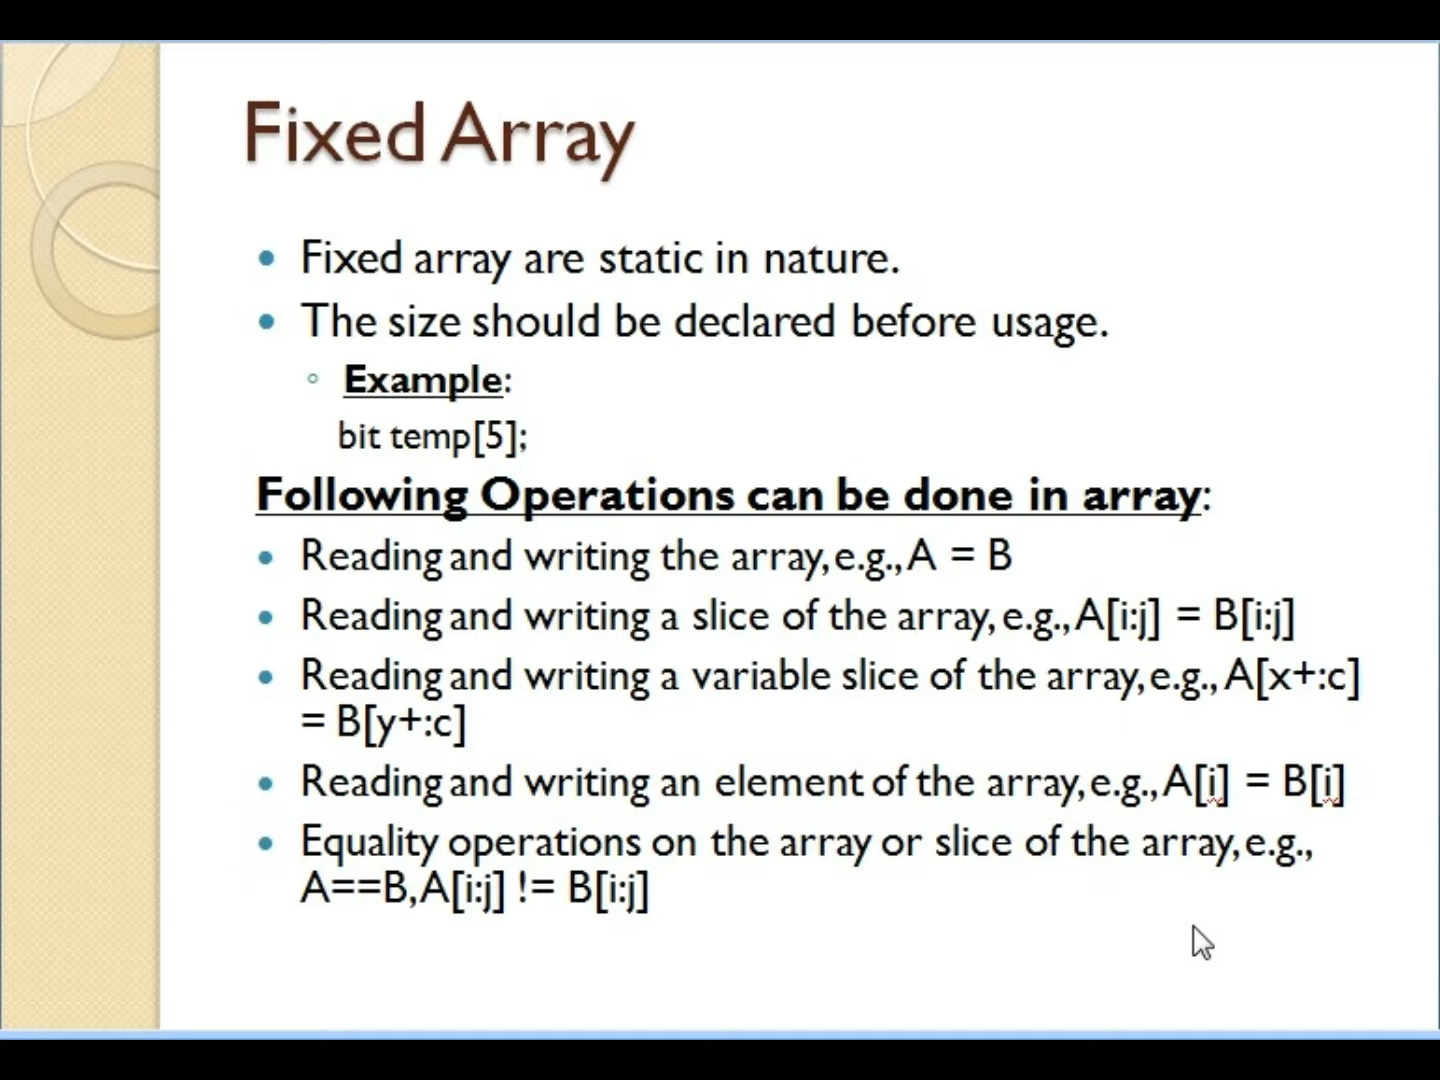 Fixed Array
Fixed array are static in nature.
The size should be declared before usage.
Example:
bit temp[5];
Following Operations can be done in array:
Reading and writing the array, e.g., A = B
Reading and writing a slice of the array, e.g., A[i:j] = B[i:j]
Reading and writing a variable slice of the array, e.g., A[x+:c]
= B[y+:c]
Reading and writing an element of the array, e.g., A[i] = B[i]
Equality operations on the array or slice of the array, e.g.,
A==B, A[i:j] != B[i:j]